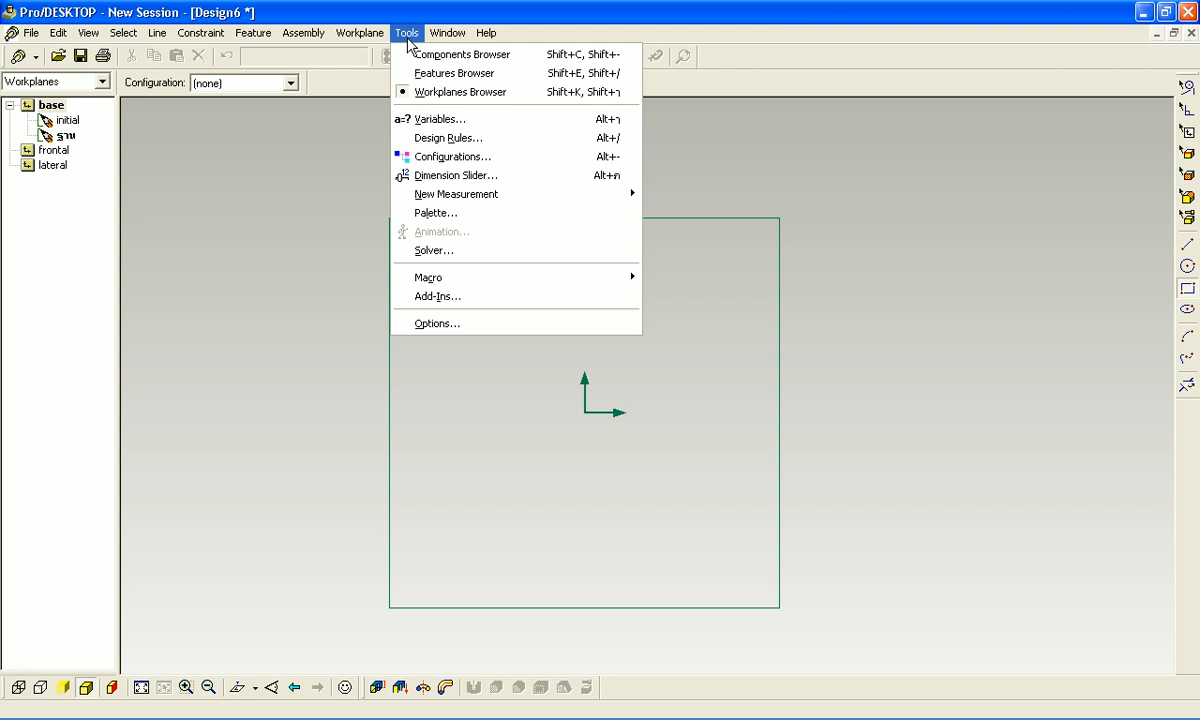 Pro/DESKTOP - New Session - [Design6 *]
File Edit View Select Line Constraint Feature Assembly Workplane Tools Window Help
Workplanes
Configuration: (none)
base
initial
ฐาน
frontal
lateral
Components Browser Shift+C, Shift+-
Features Browser Shift+E, Shift+/
Workplanes Browser Shift+K, Shift+ๅ
a=? Variables... Alt+ๅ
Design Rules... Alt+/
Configurations... Alt+-
Dimension Slider... Alt+ภ
New Measurement
Palette...
Animation...
Solver...
Macro
Add-Ins...
Options...